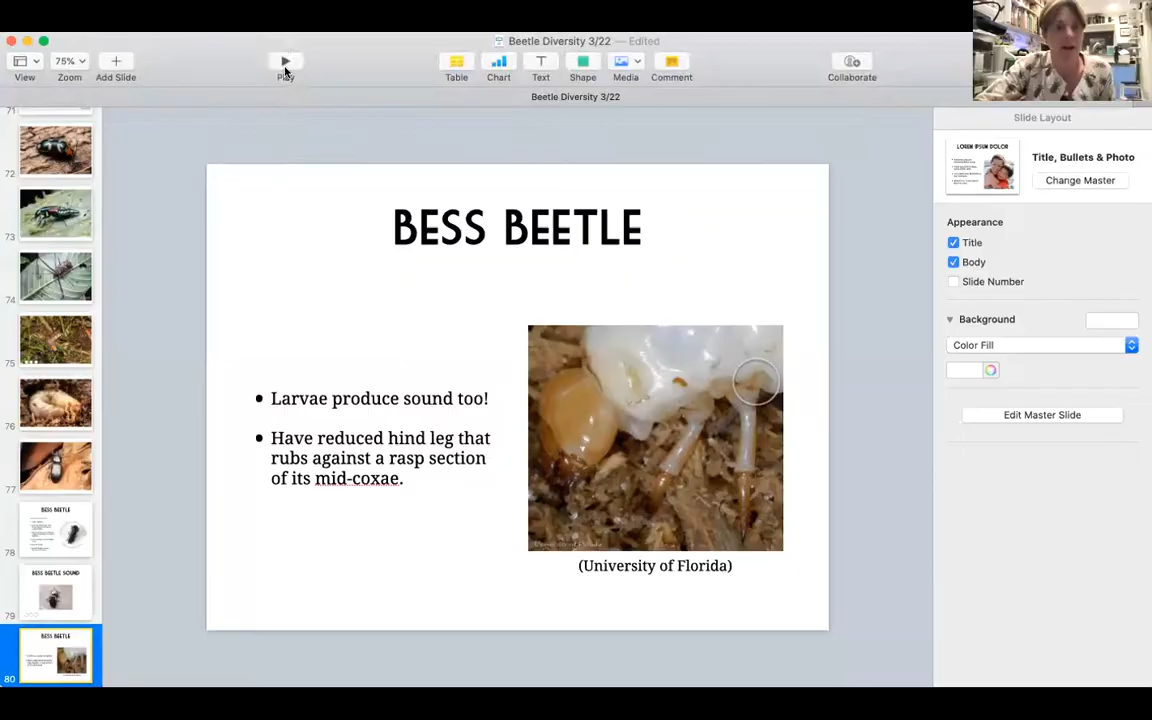 Beetle Diversity 3/22 — Edited
75%
View
Zoom
Add Slide
Play
Table
Chart
Text
Shape
Media
Comment
Collaborate
Beetle Diversity 3/22
71
72
73
74
75
76
77
BESS BEETLE
78
BESS BEETLE SOUND
79
BESS BEETLE
80
BESS BEETLE
• Larvae produce sound too!
• Have reduced hind leg that
rubs against a rasp section
of its mid-coxae.
(University of Florida)
Slide Layout
LOREM IPSUM DOLOR
Title, Bullets & Photo
Change Master
Appearance
Title
Body
Slide Number
Background
Color Fill
Edit Master Slide